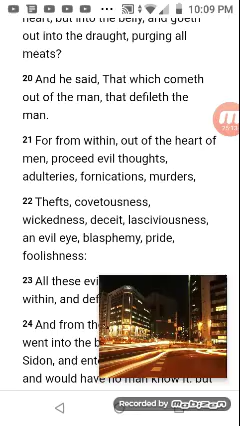 10:09 PM
heart, but into the belly, and goeth
out into the draught, purging all
meats?
20 And he said, That which cometh
out of the man, that defileth the
man.
21 For from within, out of the heart of
men, proceed evil thoughts,
adulteries, fornications, murders,
22 Thefts, covetousness,
wickedness, deceit, lasciviousness,
an evil eye, blasphemy, pride,
foolishness:
23 All these evi
within, and def
24 And from the
went into the b
Sidon, and ente
and would have no man know it: but
Recorded by mobizen